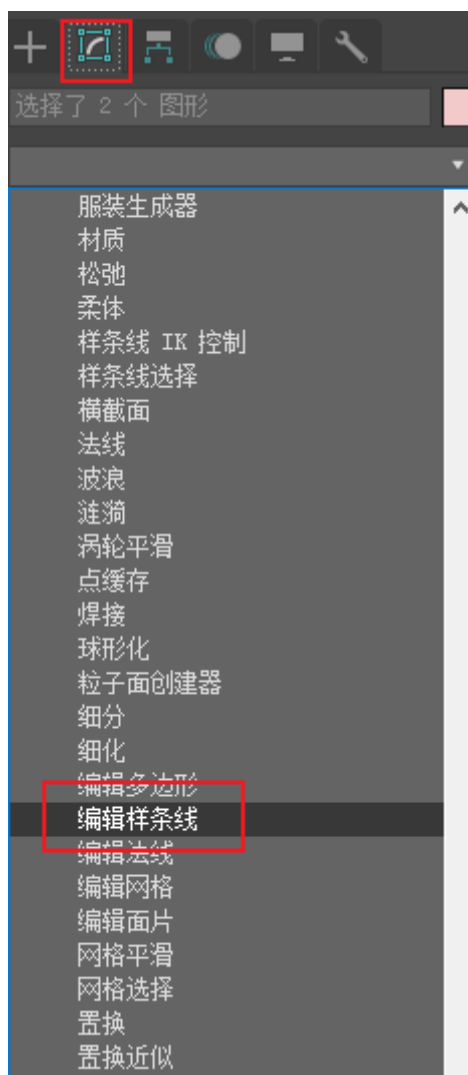 选择了 2 个 图形
服装生成器
材质
松弛
柔体
样条线 IK 控制
样条线选择
横截面
法线
波浪
涟漪
涡轮平滑
点缓存
焊接
球形化
粒子面创建器
细分
细化
编辑多边形
编辑样条线
编辑法线
编辑网格
编辑面片
网格平滑
网格选择
置换
置换近似